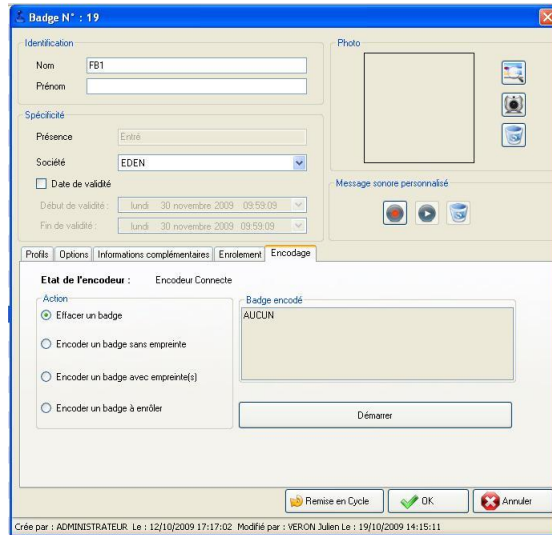 Badge N° : 19
Identification
Nom FB1
Prénom
Photo
Spécificité
Présence Entré
Société EDEN
Date de validité
Début de validité : lundi 30 novembre 2009 09:59:09
Fin de validité : lundi 30 novembre 2009 09:59:09
Message sonore personnalisé
Profils Options Informations complémentaires Enrolement Encodage
Etat de l'encodeur : Encodeur Connecte
Action
Effacer un badge
Encoder un badge sans empreinte
Encoder un badge avec empreinte(s)
Encoder un badge à enrôler
Badge encodé
AUCUN
Démarrer
Remise en Cycle OK Annuler
Crée par : ADMINISTRATEUR Le : 12/10/2009 17:17:02 Modifié par : VERON Julien Le : 19/10/2009 14:15:11